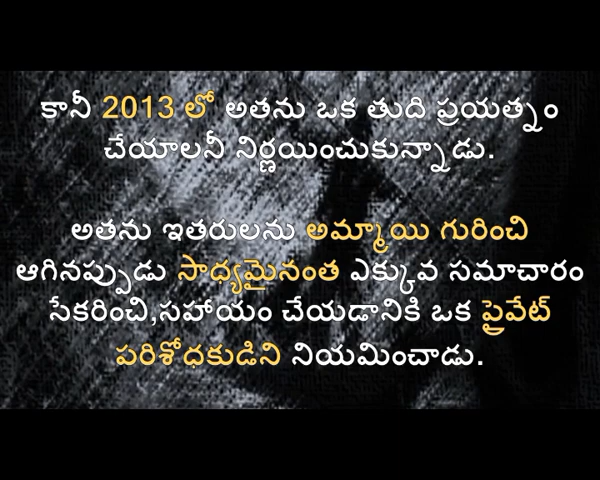 కానీ 2013 లో అతను ఒక తుది ప్రయత్నం
చేయాలనీ నిర్ణయించుకున్నాడు.
అతను ఇతరులను అమ్మాయి గురించి
ఆగినప్పుడు సాధ్యమైనంత ఎక్కువ సమాచారం
సేకరించి,సహాయం చేయడానికి ఒక ప్రైవేట్
పరిశోధకుడిని నియమించాడు.